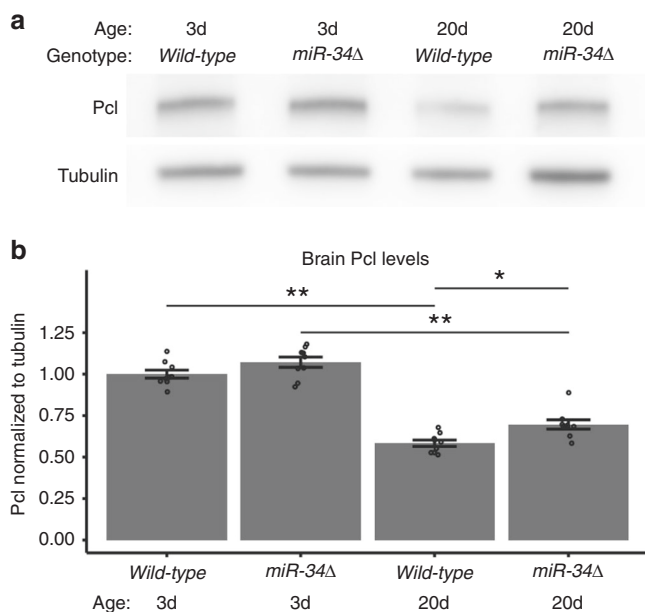 a
Age: 3d 3d 20d 20d
Genotype: Wild-type miR-34Δ Wild-type miR-34Δ
Pcl
Tubulin
b
Brain Pcl levels
*
**
**
Pcl normalized to tubulin
1.25
1.00
0.75
0.50
0.25
0.00
Wild-type miR-34Δ Wild-type miR-34Δ
Age: 3d 3d 20d 20d